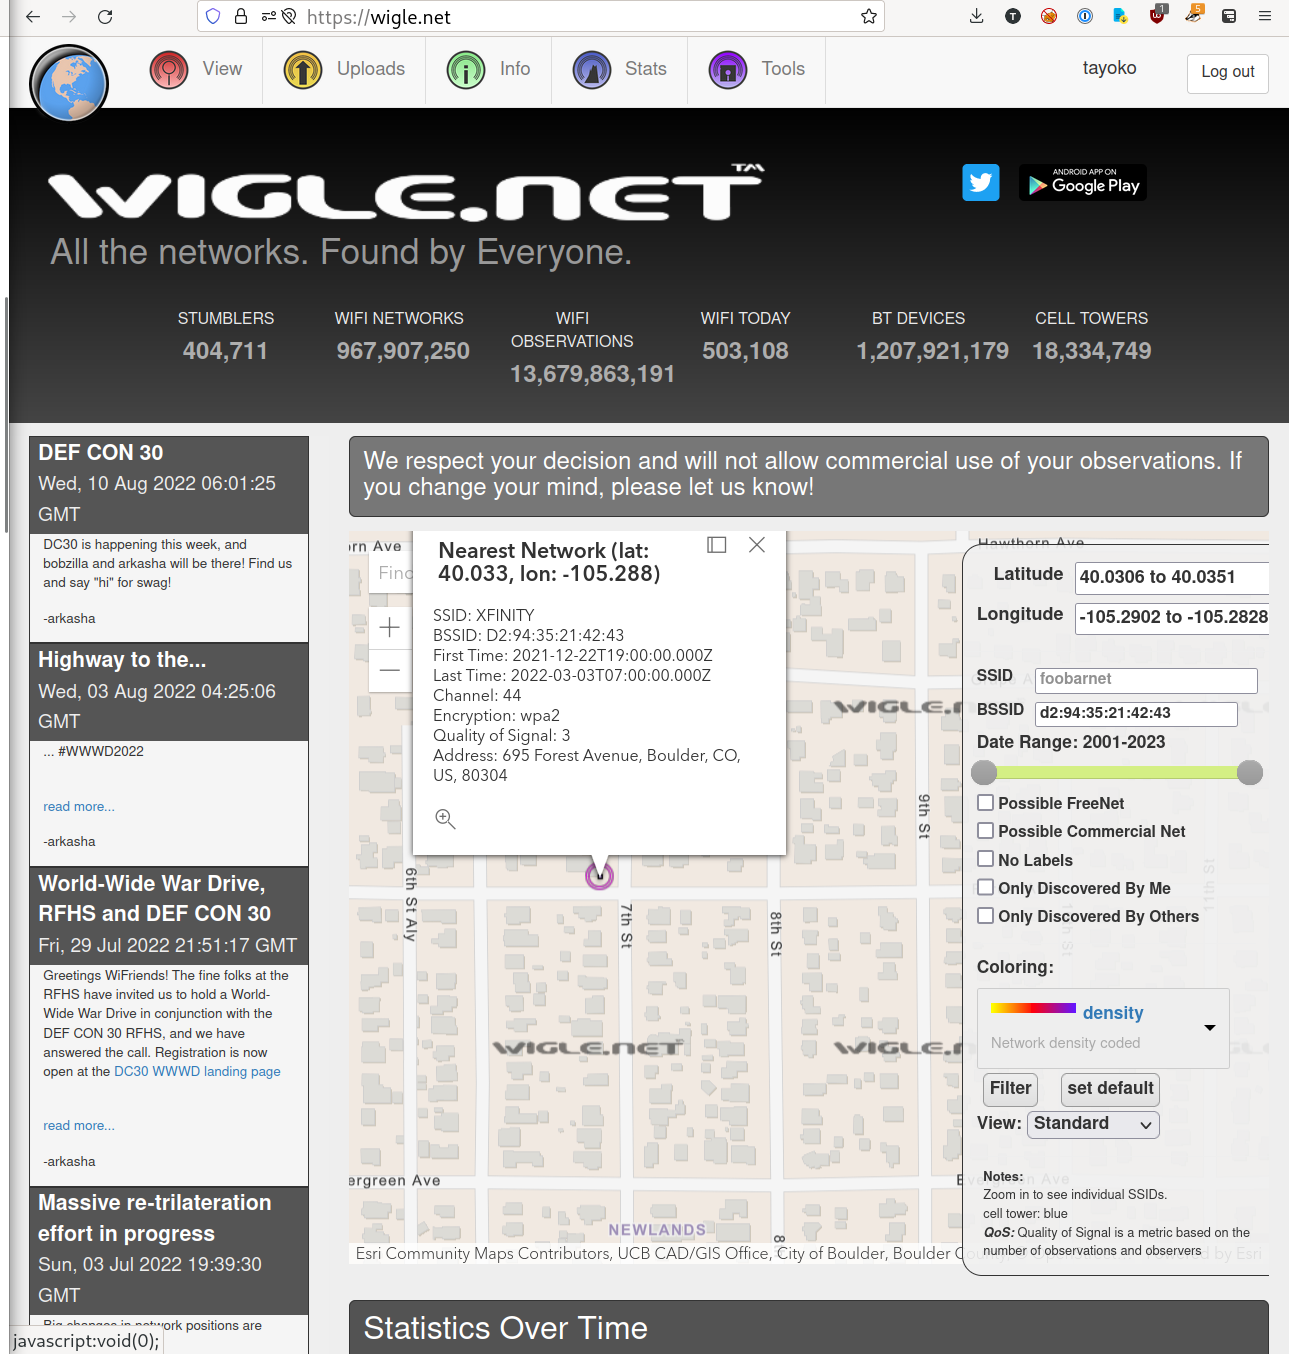 https://wigle.net
T
1
5
View
Uploads
Info
Stats
Tools
tayoko
Log out
WIGLE.NET™
ANDROID APP ON
Google Play
All the networks. Found by Everyone.
STUMBLERS
404,711
WIFI NETWORKS
967,907,250
WIFI
OBSERVATIONS
13,679,863,191
WIFI TODAY
503,108
BT DEVICES
1,207,921,179
CELL TOWERS
18,334,749
DEF CON 30
Wed, 10 Aug 2022 06:01:25
GMT
DC30 is happening this week, and
bobzilla and arkasha will be there! Find us
and say "hi" for swag!
-arkasha
Highway to the...
Wed, 03 Aug 2022 04:25:06
GMT
... #WWWD2022
read more...
-arkasha
World-Wide War Drive,
RFHS and DEF CON 30
Fri, 29 Jul 2022 21:51:17 GMT
Greetings WiFriends! The fine folks at the
RFHS have invited us to hold a World-
Wide War Drive in conjunction with the
DEF CON 30 RFHS, and we have
answered the call. Registration is now
open at the DC30 WWWD landing page
read more...
-arkasha
Massive re-trilateration
effort in progress
Sun, 03 Jul 2022 19:39:30
GMT
Big changes in network positions are
javascript:void(0);
We respect your decision and will not allow commercial use of your observations. If
you change your mind, please let us know!
orn Ave
Find
Nearest Network (lat:
40.033, lon: -105.288)
SSID: XFINITY
BSSID: D2:94:35:21:42:43
First Time: 2021-12-22T19:00:00.000Z
Last Time: 2022-03-03T07:00:00.000Z
Channel: 44
Encryption: wpa2
Quality of Signal: 3
Address: 695 Forest Avenue, Boulder, CO,
US, 80304
Hawthorn Ave
WIGLE.N
9th St
6th St Aly
7th St
8th St
11th St
WIGLE.NET
WIGLE.N
ergreen Ave
NEWLANDS
Esri Community Maps Contributors, UCB CAD/GIS Office, City of Boulder, Boulder County
Powered by Esri
Latitude 40.0306 to 40.0351
Longitude -105.2902 to -105.2828
SSID foobarnet
BSSID d2:94:35:21:42:43
Date Range: 2001-2023
Possible FreeNet
Possible Commercial Net
No Labels
Only Discovered By Me
Only Discovered By Others
Coloring:
density
Network density coded
Filter set default
View: Standard
Notes:
Zoom in to see individual SSIDs.
cell tower: blue
QoS: Quality of Signal is a metric based on the
number of observations and observers
Statistics Over Time